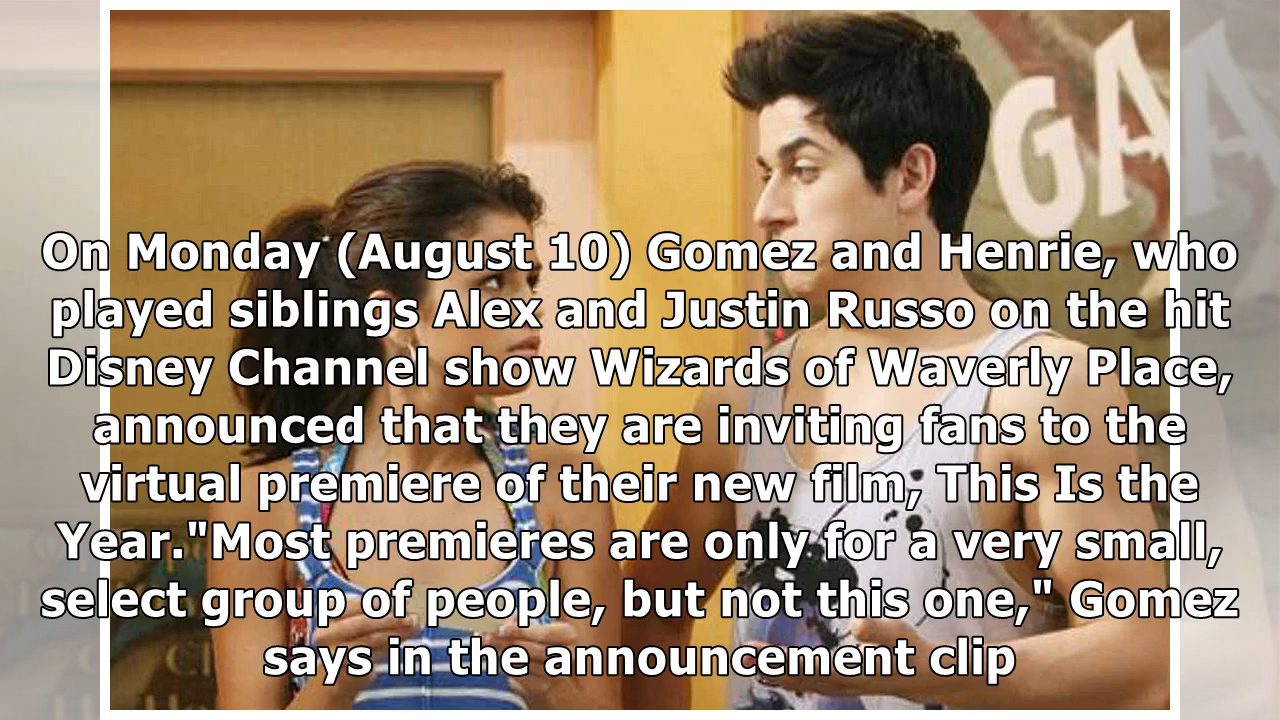 GAA
On Monday (August 10) Gomez and Henrie, who
played siblings Alex and Justin Russo on the hit
Disney Channel show Wizards of Waverly Place,
announced that they are inviting fans to the
virtual premiere of their new film, This Is the
Year."Most premieres are only for a very small,
select group of people, but not this one," Gomez
says in the announcement clip